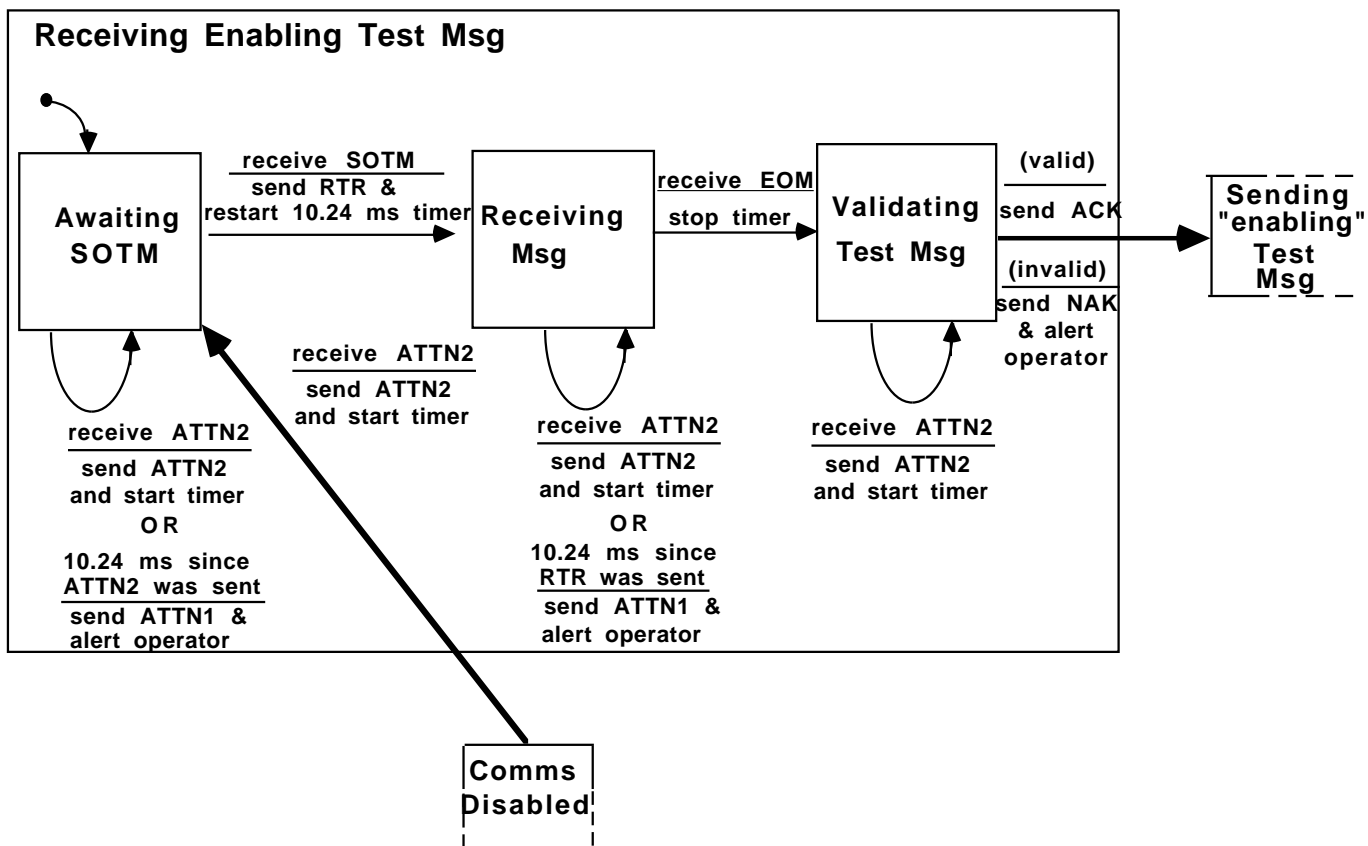 Receiving Enabling Test Msg
Awaiting
SOTM
receive SOTM
send RTR &
restart 10.24 ms timer
Receiving
Msg
receive EOM
stop timer
Validating
Test Msg
(valid)
send ACK
(invalid)
send NAK
& alert
operator
Sending
"enabling"
Test
Msg
receive ATTN2
send ATTN2
and start timer
receive ATTN2
send ATTN2
and start timer
OR
10.24 ms since
ATTN2 was sent
send ATTN1 &
alert operator
receive ATTN2
send ATTN2
and start timer
OR
10.24 ms since
RTR was sent
send ATTN1 &
alert operator
receive ATTN2
send ATTN2
and start timer
Comms
Disabled